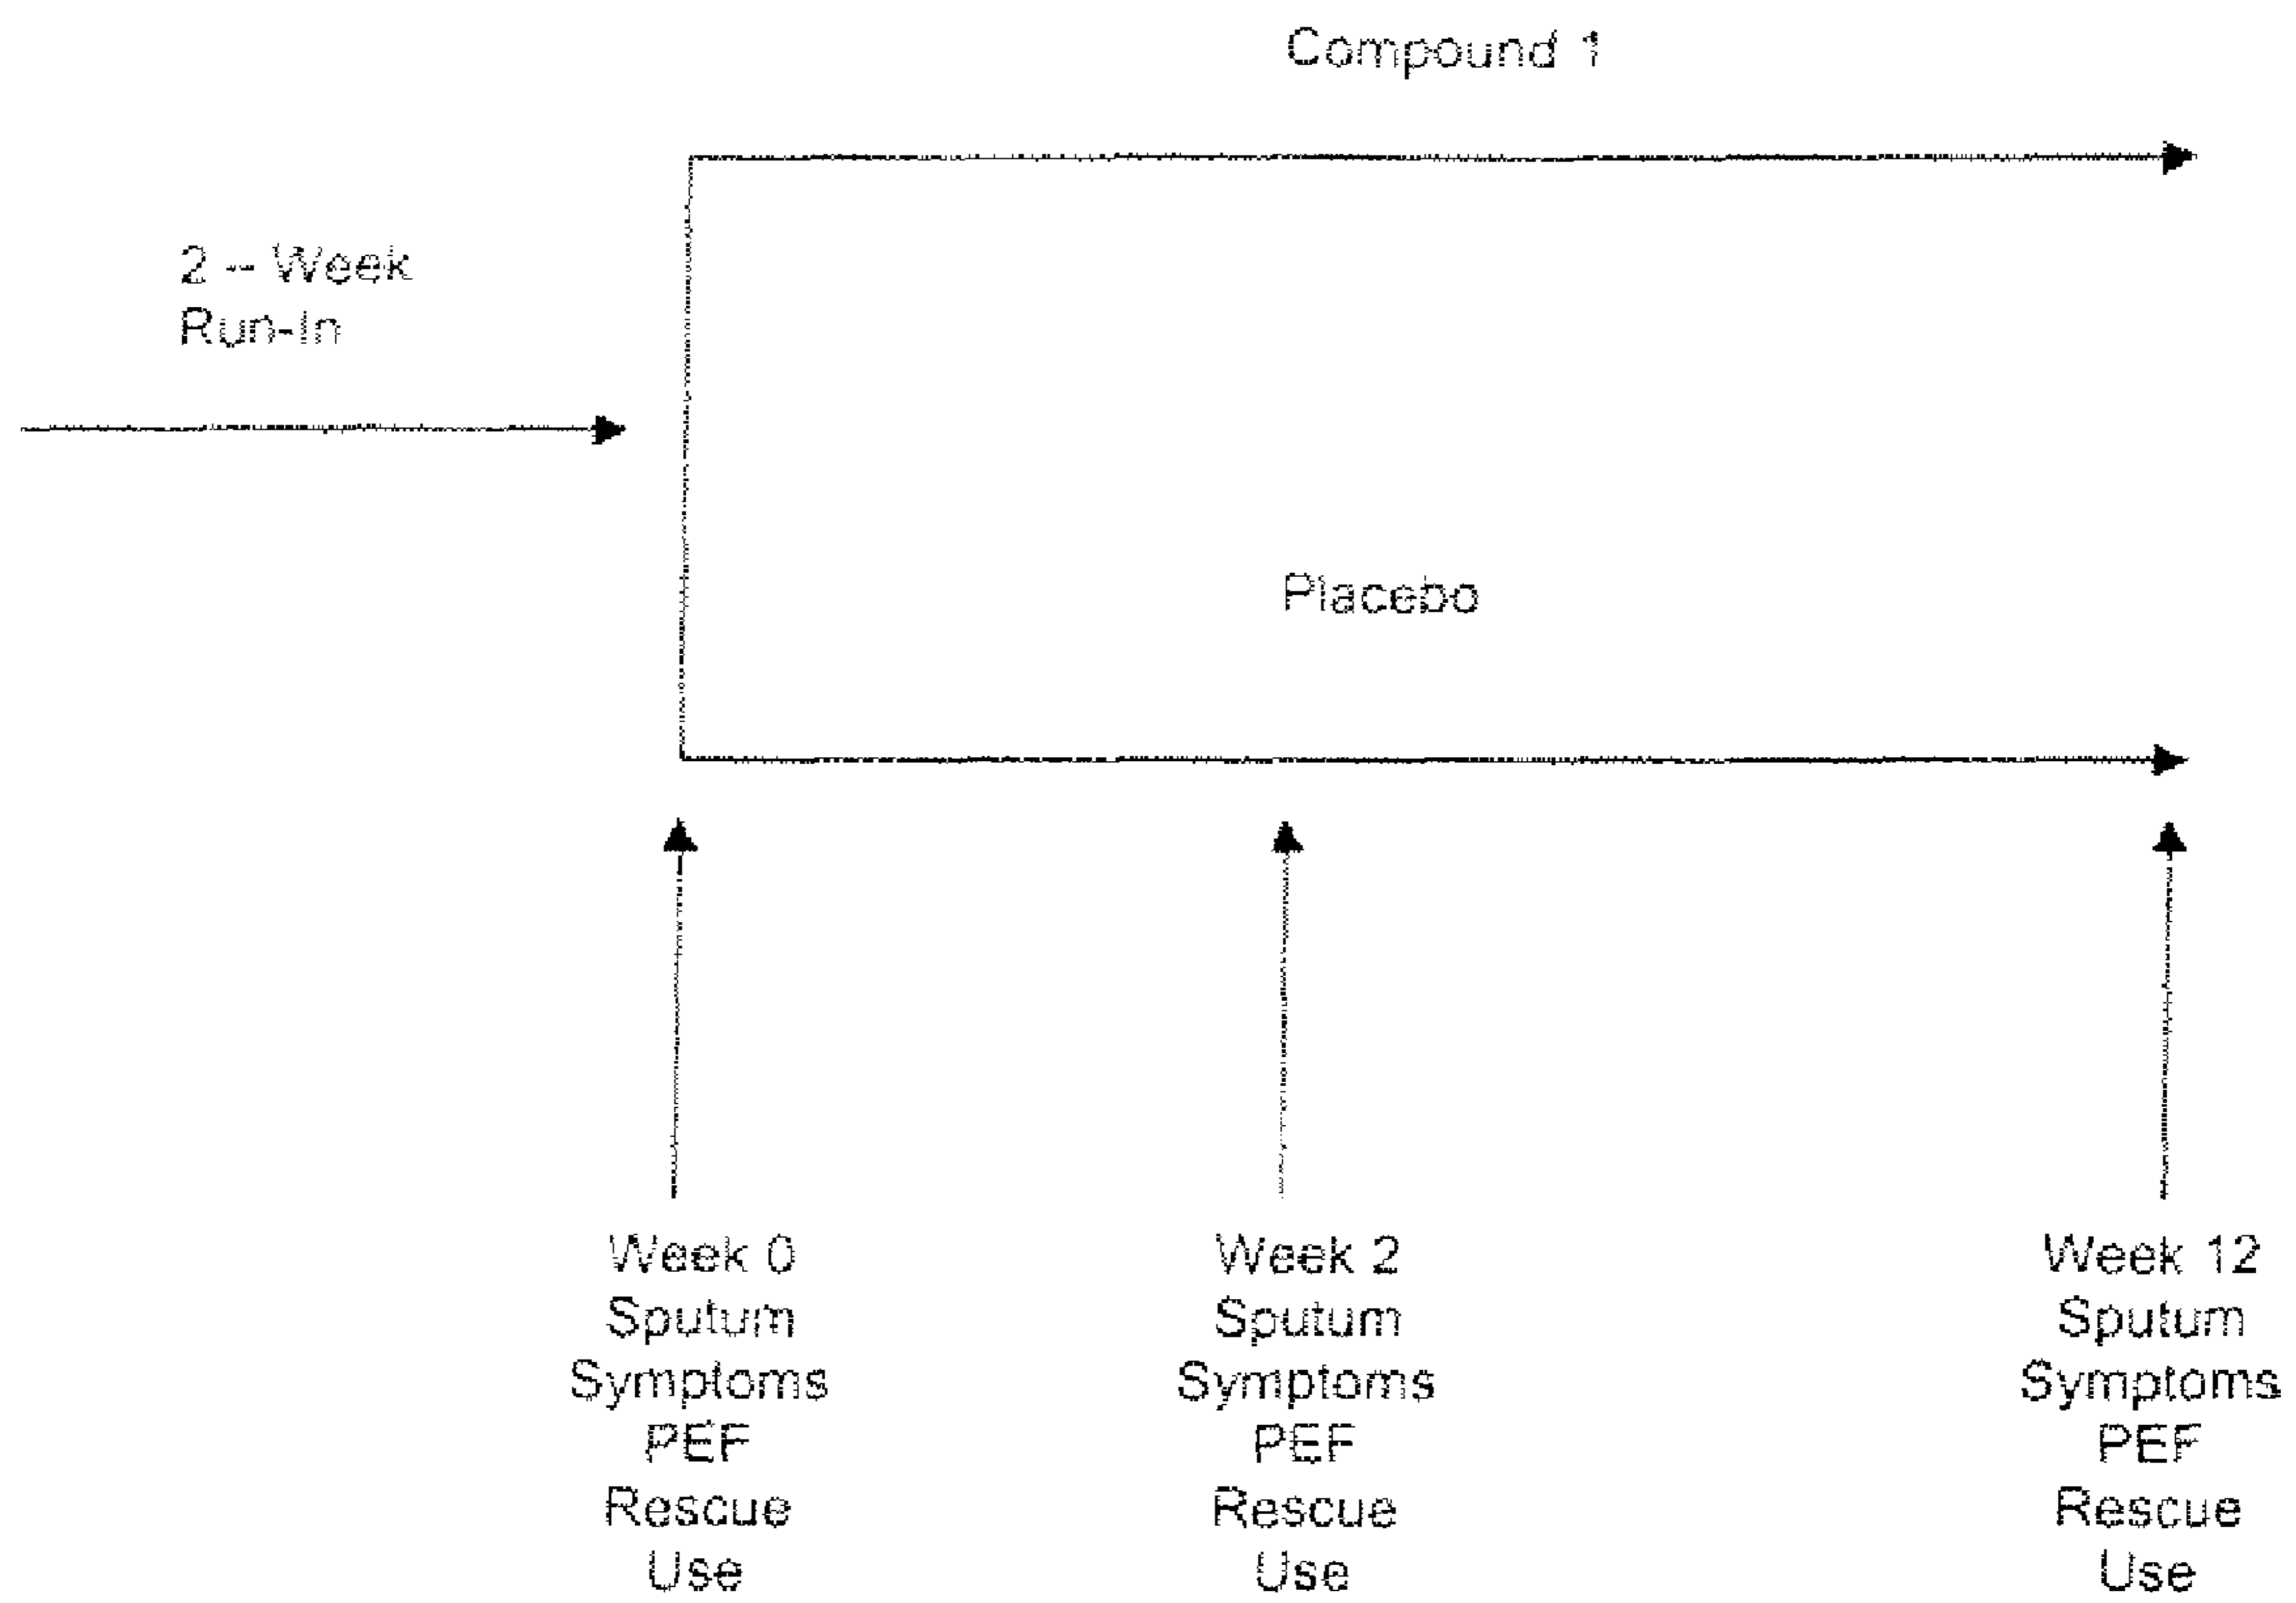 Compound 1
2 -- Week
Run-In
Placebo
Week 0
Sputum
Symptoms
PEF
Rescue
Use
Week 2
Sputum
Symptoms
PEF
Rescue
Use
Week 12
Sputum
Symptoms
PEF
Rescue
Use